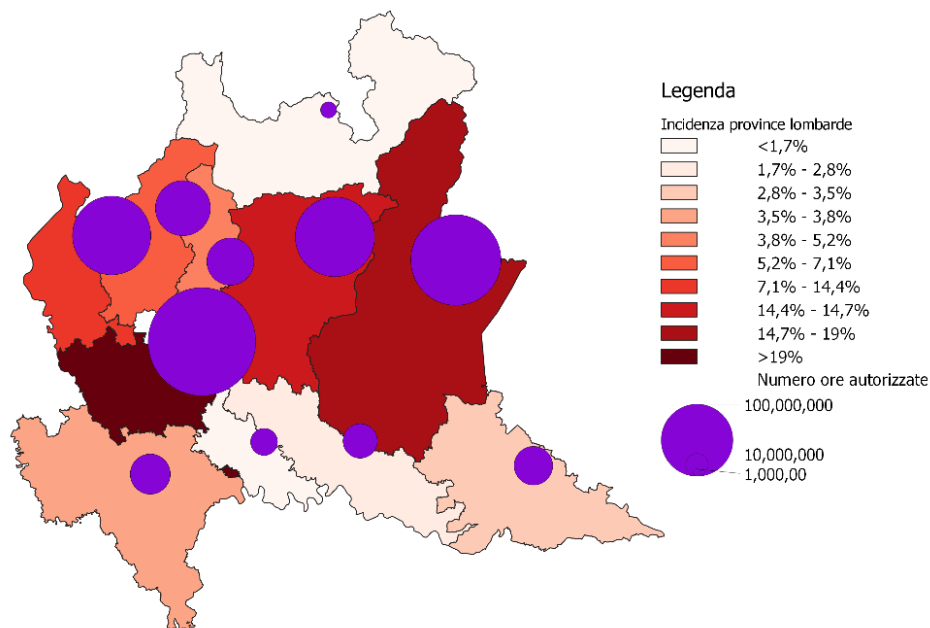 Legenda
Incidenza province lombarde
<1,7%
1,7% - 2,8%
2,8% - 3,5%
3,5% - 3,8%
3,8% - 5,2%
5,2% - 7,1%
7,1% - 14,4%
14,4% - 14,7%
14,7% - 19%
>19%
Numero ore autorizzate
100,000,000
10,000,000
1,000,00